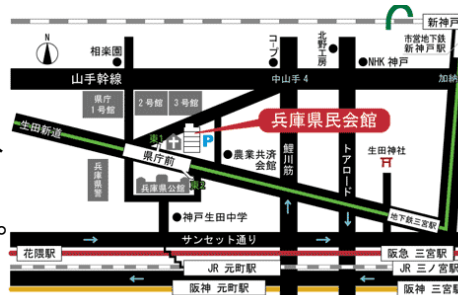 新神戸
市営地下鉄
新神戸駅
N
相楽園
コープ
北野工房
NHK 神戸
山手幹線
中山手4
加納
県庁
1号館
2号館
3号館
兵庫県民会館
生田新道
東1
P
県庁前
農業共済
会館
鯉川筋
トアロード
生田神社
兵庫県警
兵庫県公館
東2
神戸生田中学
地下鉄三宮駅
サンセット通り
花隈駅
阪急 三宮駅
JR 元町駅
JR 三ノ宮駅
阪神 元町駅
阪神 三宮駅